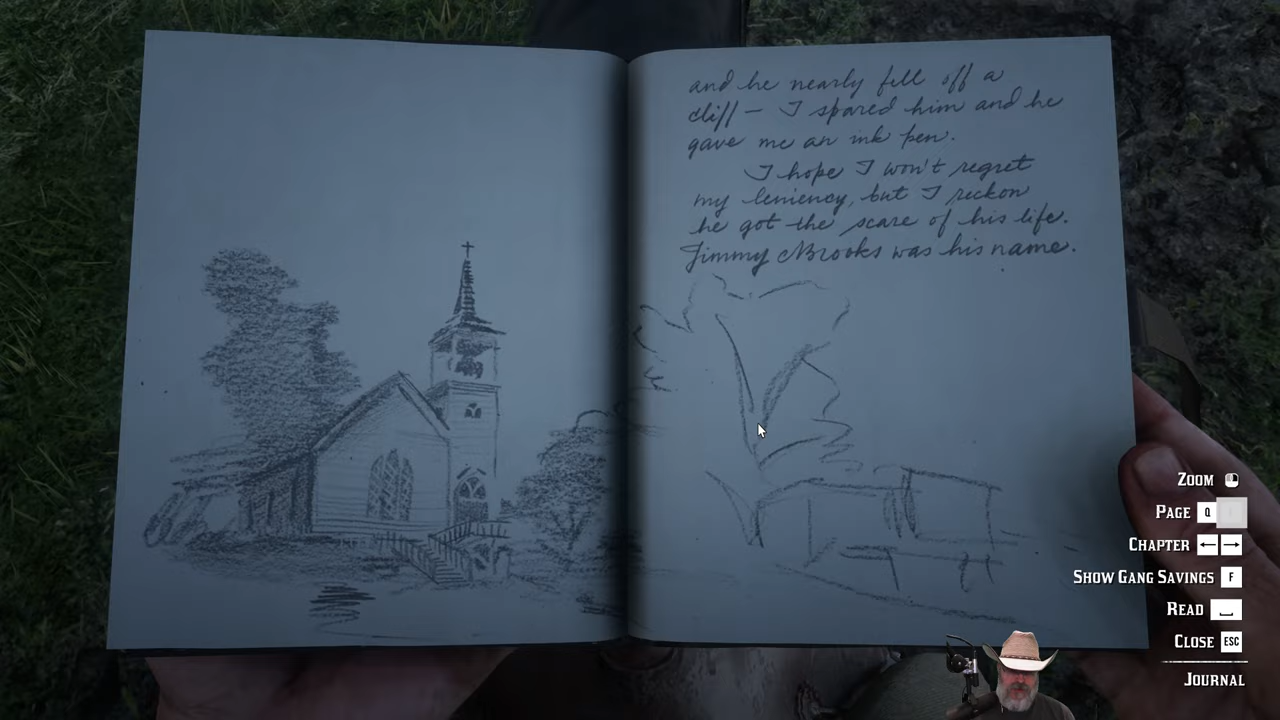 and he nearly fell off a
cliff – I spared him and he
gave me an ink pen.
I hope I won't regret
my leniency, but I reckon
he got the scare of his life.
Jimmy Brooks was his name.
ZOOM
PAGE Q
CHAPTER ← →
SHOW GANG SAVINGS F
READ
CLOSE ESC
JOURNAL